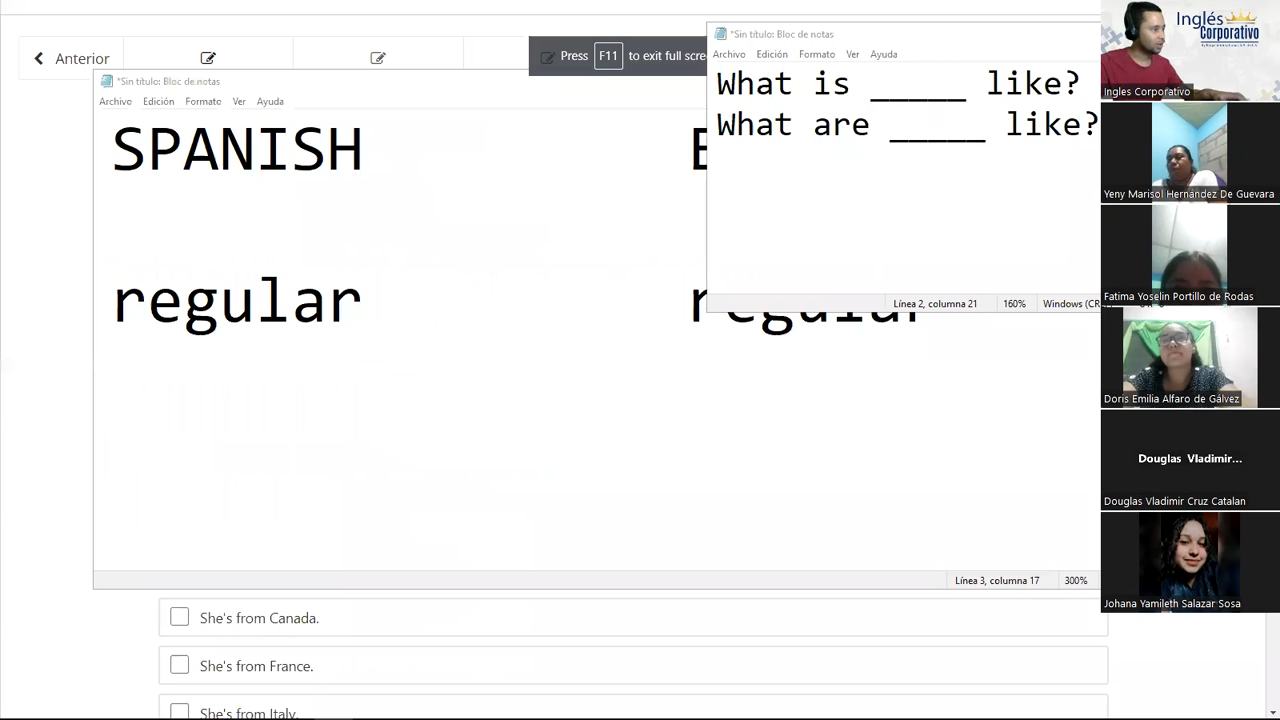 Anterior
Press F11 to exit full scre
*Sin título: Bloc de notas
Archivo Edición Formato Ver Ayuda
SPANISH
regular regular
Línea 3, columna 17 300%
*Sin título: Bloc de notas
Archivo Edición Formato Ver Ayuda
What is _____ like?
What are _____ like?
Línea 2, columna 21 160% Windows (CR
She's from Canada.
She's from France.
She's from Italy.
Inglés
Corporativo
Ingles Corporativo
Yeny Marisol Hernández De Guevara
Fatima Yoselin Portillo de Rodas
Doris Emilia Alfaro de Gálvez
Douglas Vladimir...
Douglas Vladimir Cruz Catalan
Johana Yamileth Salazar Sosa